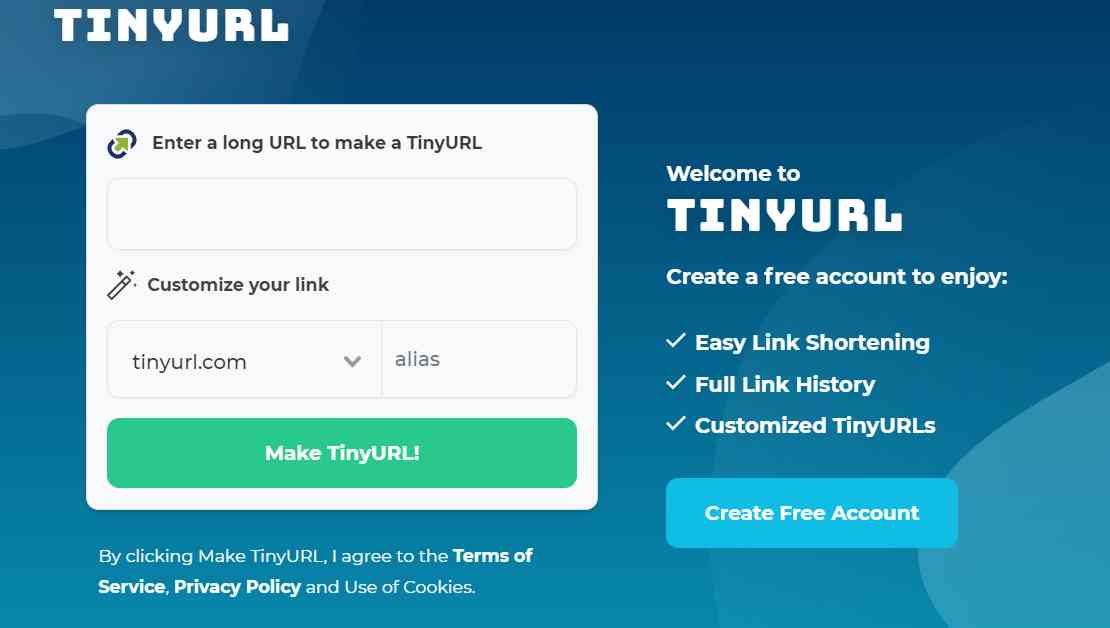 TINYURL
Enter a long URL to make a TinyURL
Customize your link
tinyurl.com
alias
Make TinyURL!
By clicking Make TinyURL, I agree to the Terms of
Service, Privacy Policy and Use of Cookies.
Welcome to
TINYURL
Create a free account to enjoy:
Easy Link Shortening
Full Link History
Customized TinyURLs
Create Free Account